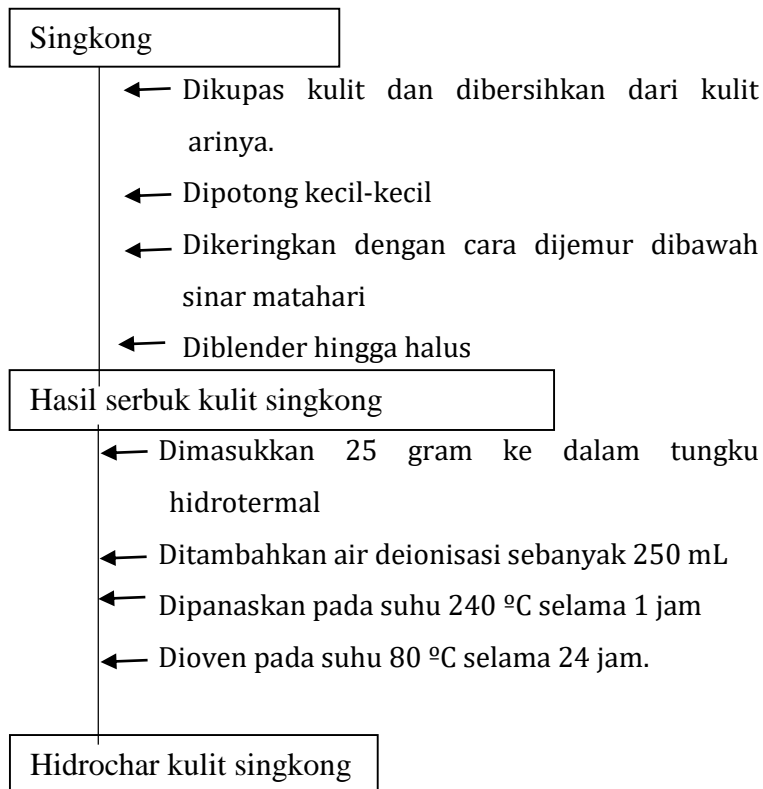 Singkong
Dikupas kulit dan dibersihkan dari kulit
arinya.
Dipotong kecil-kecil
Dikeringkan dengan cara dijemur dibawah
sinar matahari
Diblender hingga halus
Hasil serbuk kulit singkong
Dimasukkan 25 gram ke dalam tungku
hidrotermal
Ditambahkan air deionisasi sebanyak 250 mL
Dipanaskan pada suhu 240 ºC selama 1 jam
Dioven pada suhu 80 ºC selama 24 jam.
Hidrochar kulit singkong